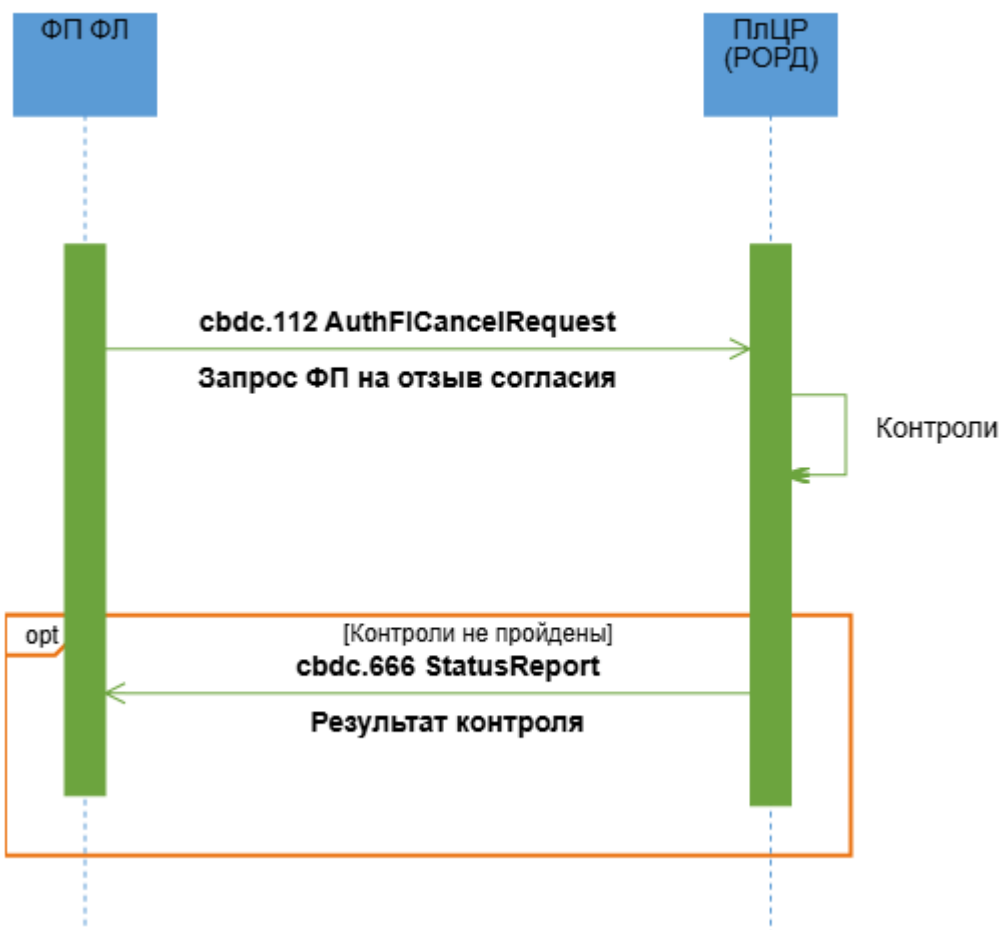 ФП ФЛ
ПлЦР
(РОРД)
cbdc.112 AuthFlCancelRequest
Запрос ФП на отзыв согласия
Контроли
opt
[Контроли не пройдены]
cbdc.666 StatusReport
Результат контроля